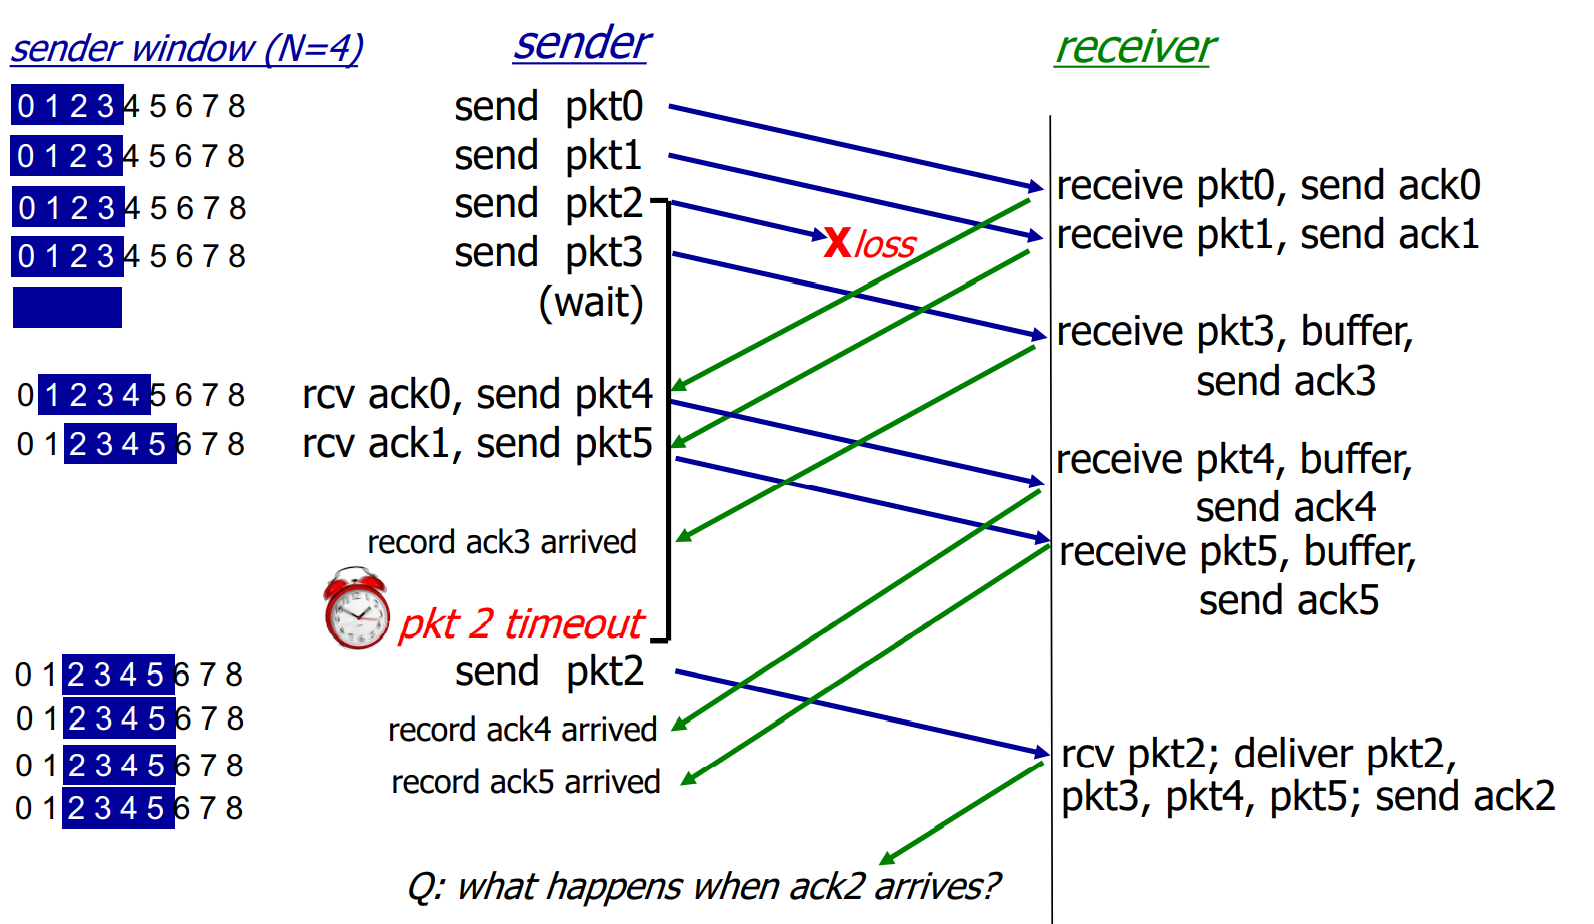 sender window (N=4)
sender
receiver
0 1 2 3 4 5 6 7 8
send pkt0
0 1 2 3 4 5 6 7 8
send pkt1
receive pkt0, send ack0
0 1 2 3 4 5 6 7 8
send pkt2
receive pkt1, send ack1
X loss
0 1 2 3 4 5 6 7 8
send pkt3
(wait)
receive pkt3, buffer,
send ack3
0 1 2 3 4 5 6 7 8
rcv ack0, send pkt4
0 1 2 3 4 5 6 7 8
rcv ack1, send pkt5
receive pkt4, buffer,
send ack4
record ack3 arrived
receive pkt5, buffer,
send ack5
pkt 2 timeout
0 1 2 3 4 5 6 7 8
send pkt2
0 1 2 3 4 5 6 7 8
record ack4 arrived
0 1 2 3 4 5 6 7 8
record ack5 arrived
rcv pkt2; deliver pkt2,
pkt3, pkt4, pkt5; send ack2
0 1 2 3 4 5 6 7 8
Q: what happens when ack2 arrives?